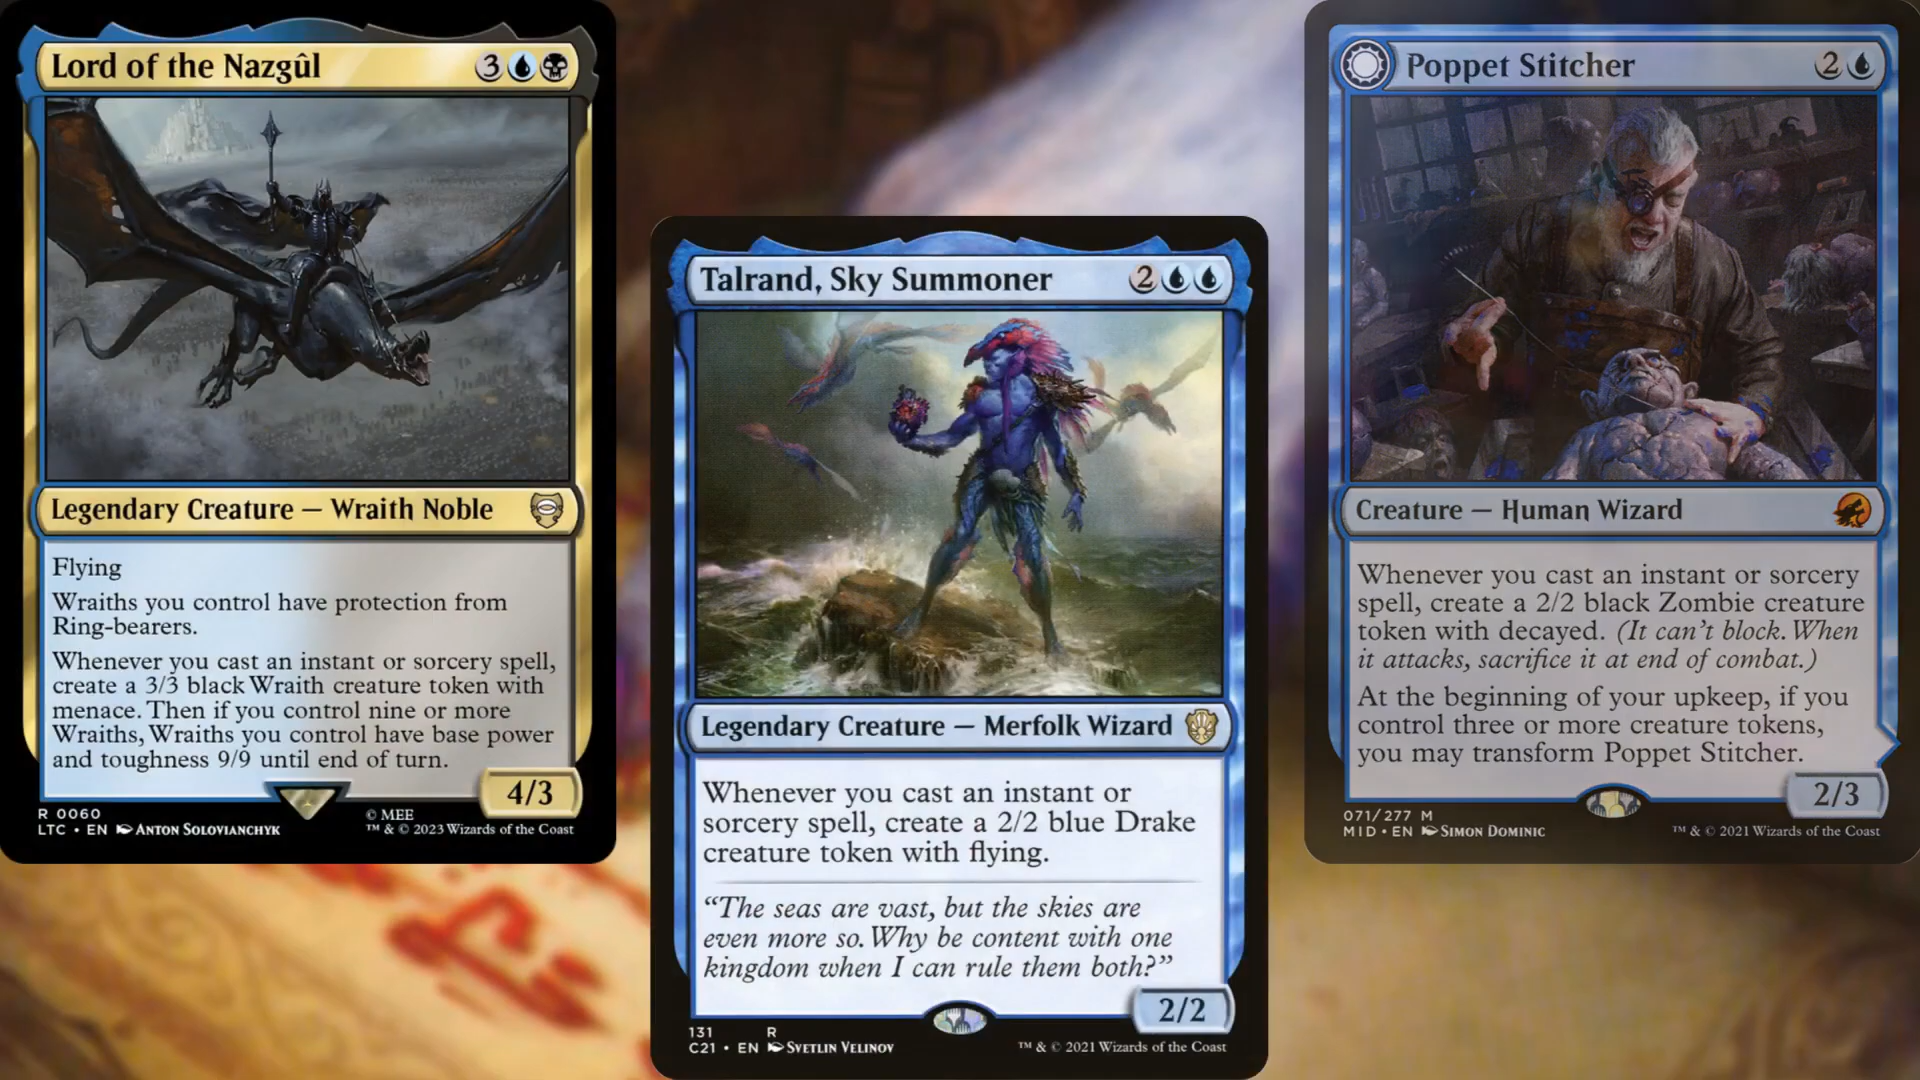 Lord of the Nazgûl
3
Legendary Creature — Wraith Noble
Flying
Wraiths you control have protection from
Ring-bearers.
Whenever you cast an instant or sorcery spell,
create a 3/3 black Wraith creature token with
menace. Then if you control nine or more
Wraiths, Wraiths you control have base power
and toughness 9/9 until end of turn.
4/3
R 0060
LTC • EN ANTON SOLOVIANCHYK
© MEE
™ & © 2023 Wizards of the Coast
Talrand, Sky Summoner
2
Legendary Creature — Merfolk Wizard
Whenever you cast an instant or
sorcery spell, create a 2/2 blue Drake
creature token with flying.
“The seas are vast, but the skies are
even more so. Why be content with one
kingdom when I can rule them both?”
2/2
131 R
C21 • EN SVETLIN VELINOV
™ & © 2021 Wizards of the Coast
Poppet Stitcher
2
Creature — Human Wizard
Whenever you cast an instant or sorcery
spell, create a 2/2 black Zombie creature
token with decayed. (It can’t block. When
it attacks, sacrifice it at end of combat.)
At the beginning of your upkeep, if you
control three or more creature tokens,
you may transform Poppet Stitcher.
2/3
071/277 M
MID • EN SIMON DOMINIC
™ & © 2021 Wizards of the Coast